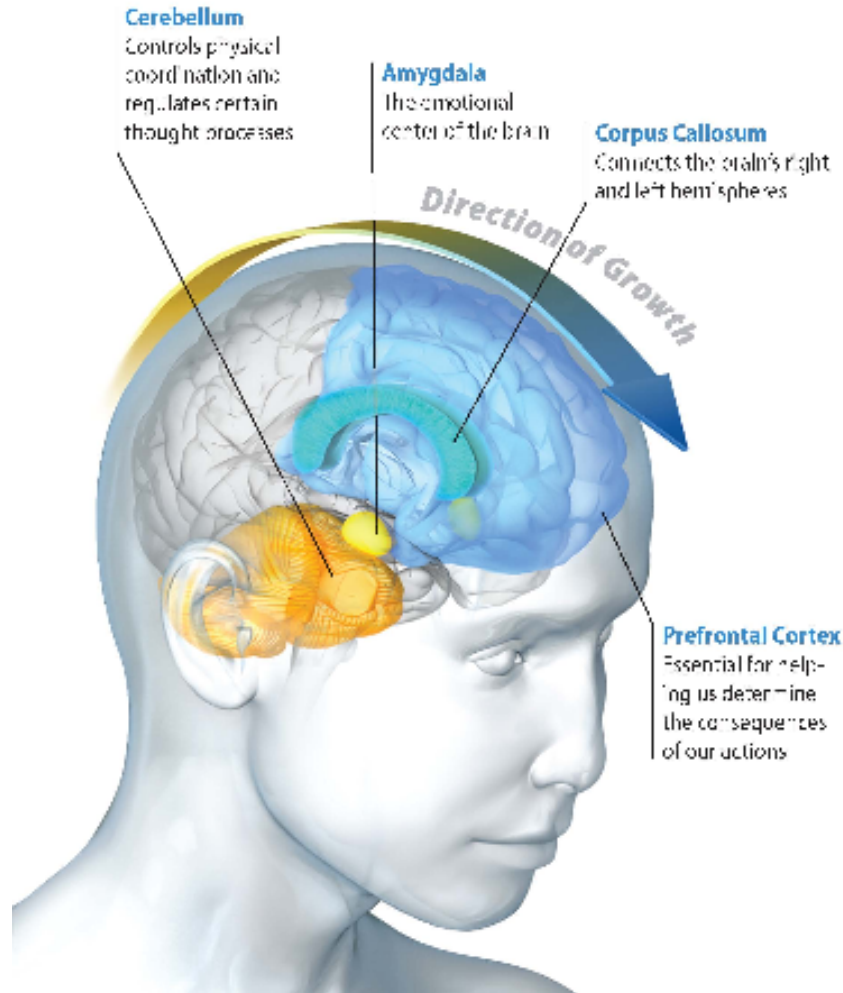 Cerebellum
Controls physical
coordination and
regulates certain
thought processes
Amygdala
The emotional
center of the brain
Corpus Callosum
Connects the brain's right
and left hemispheres
Direction of Growth
Prefrontal Cortex
Essential for help-
ing us determine
the consequences
of our actions